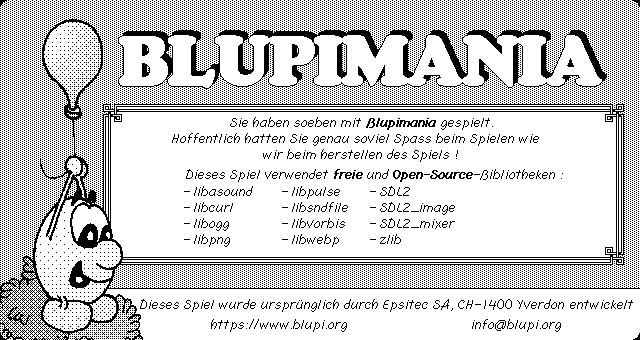 BLUPIMANIA
Sie haben soeben mit Blupimania gespielt.
Hoffentlich hatten Sie genau soviel Spass beim Spielen wie
wir beim herstellen des Spiels !
Dieses Spiel verwendet freie und Open-Source-Bibliotheken :
- libasound - libpulse - SDL2
- libcurl - libsndfile - SDL2_image
- libogg - libvorbis - SDL2_mixer
- libpng - libwebp - zlib
Dieses Spiel wurde ursprünglich durch Epsitec SA, CH-1400 Yverdon entwickelt
https://www.blupi.org info@blupi.org